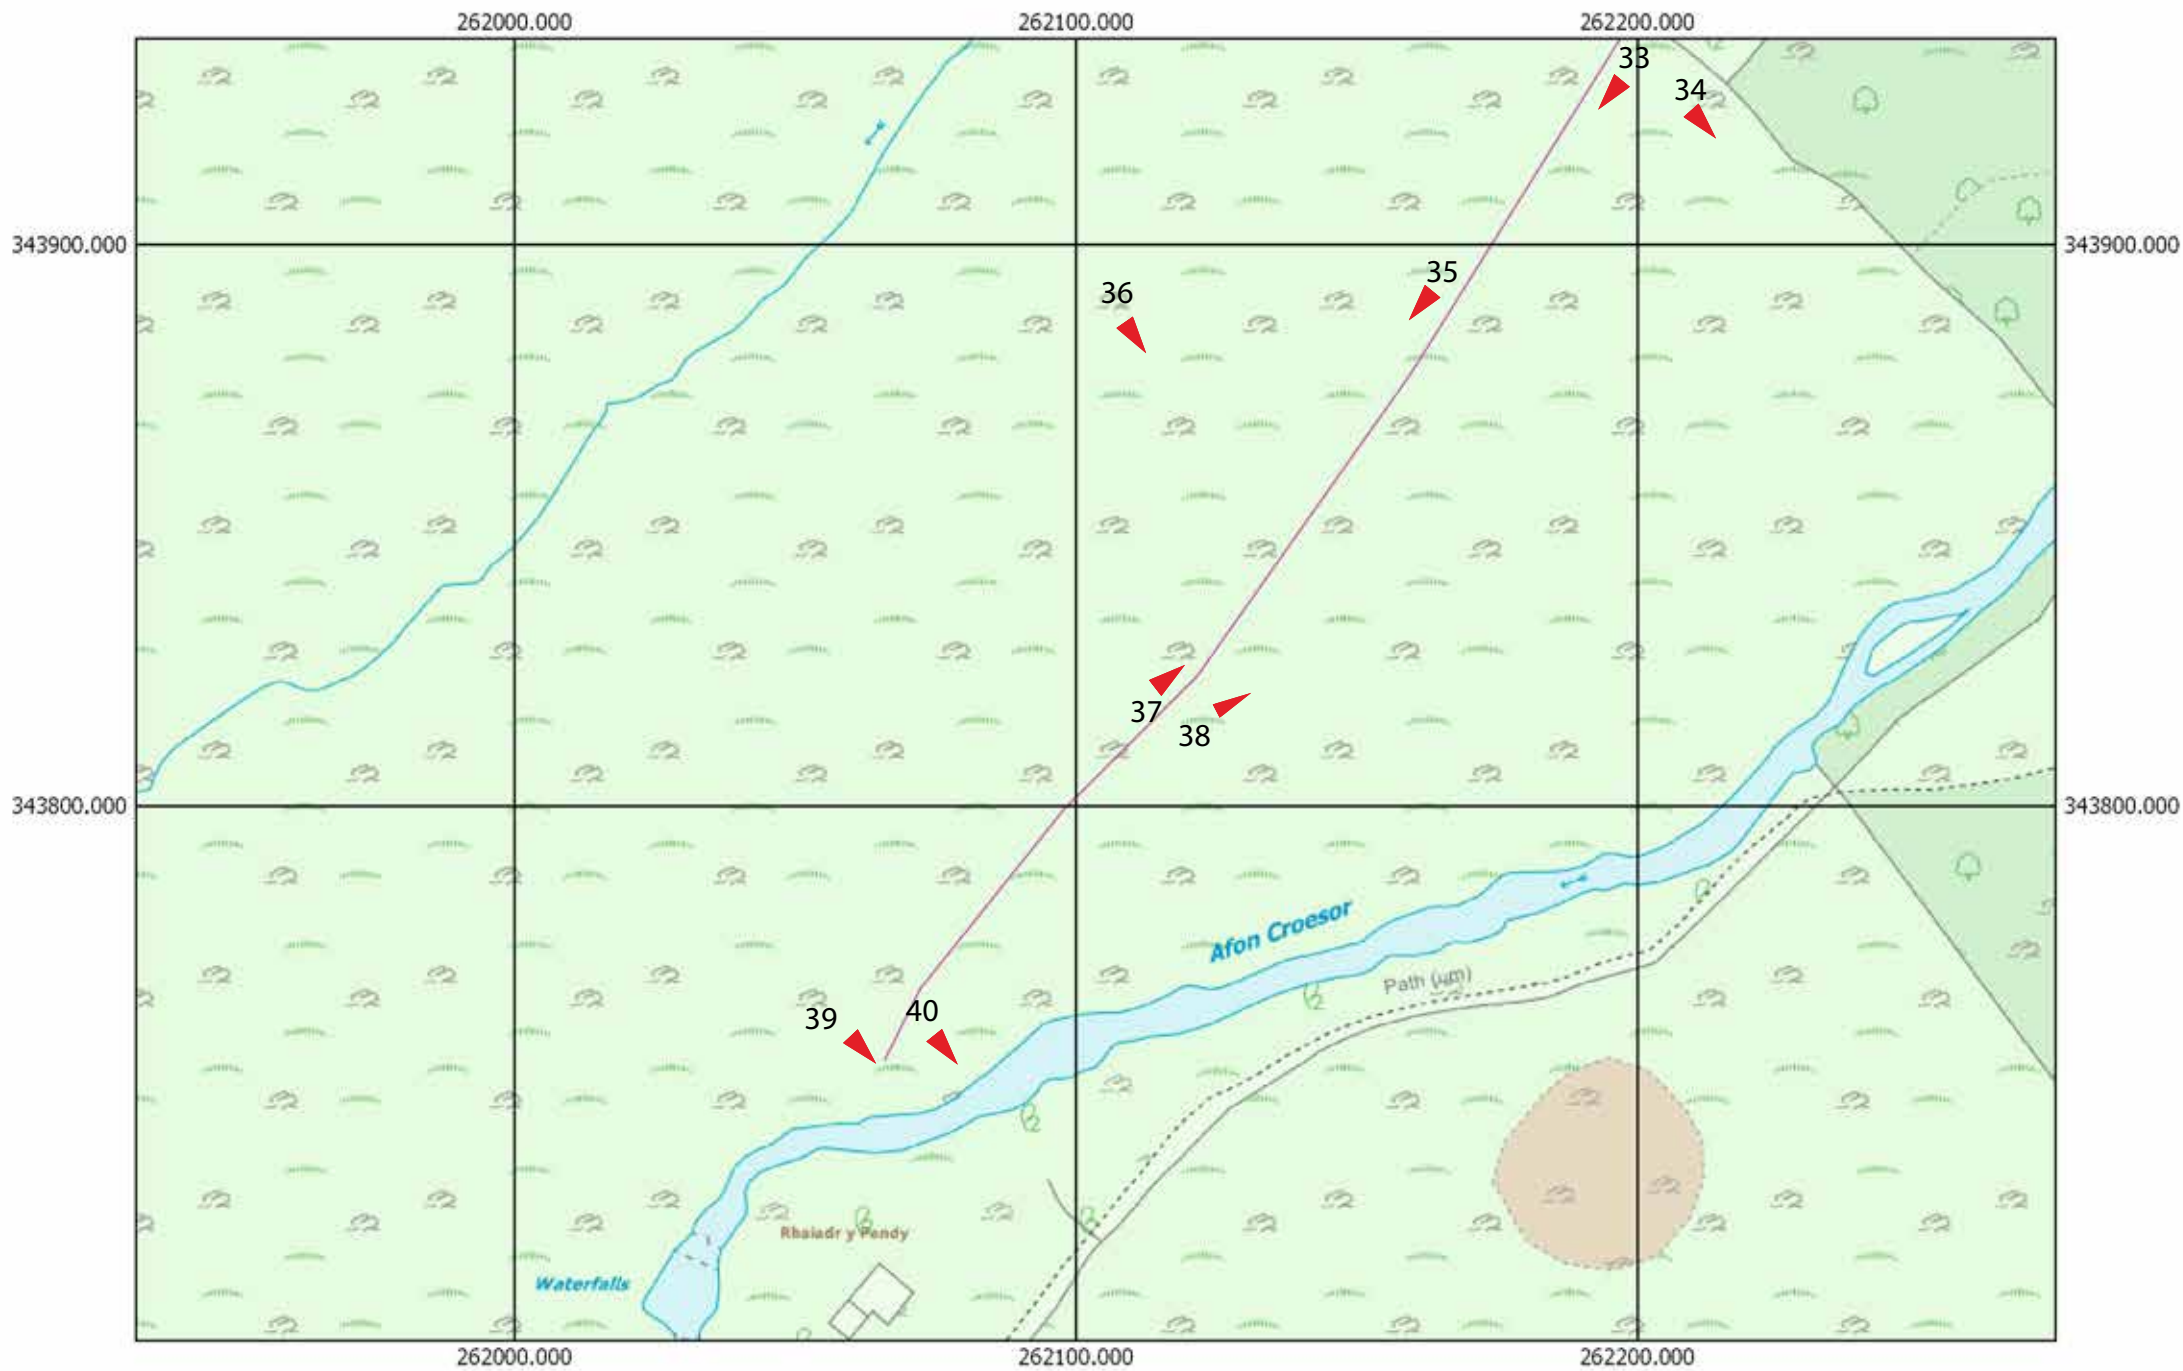 262000.000 262100.000 262200.000
33
34
343900.000 343900.000
35
36
37
38
343800.000 343800.000
Afon Croesor
Path (um)
39 40
Rhaiadr y Pandy
Waterfalls
262000.000 262100.000 262200.000